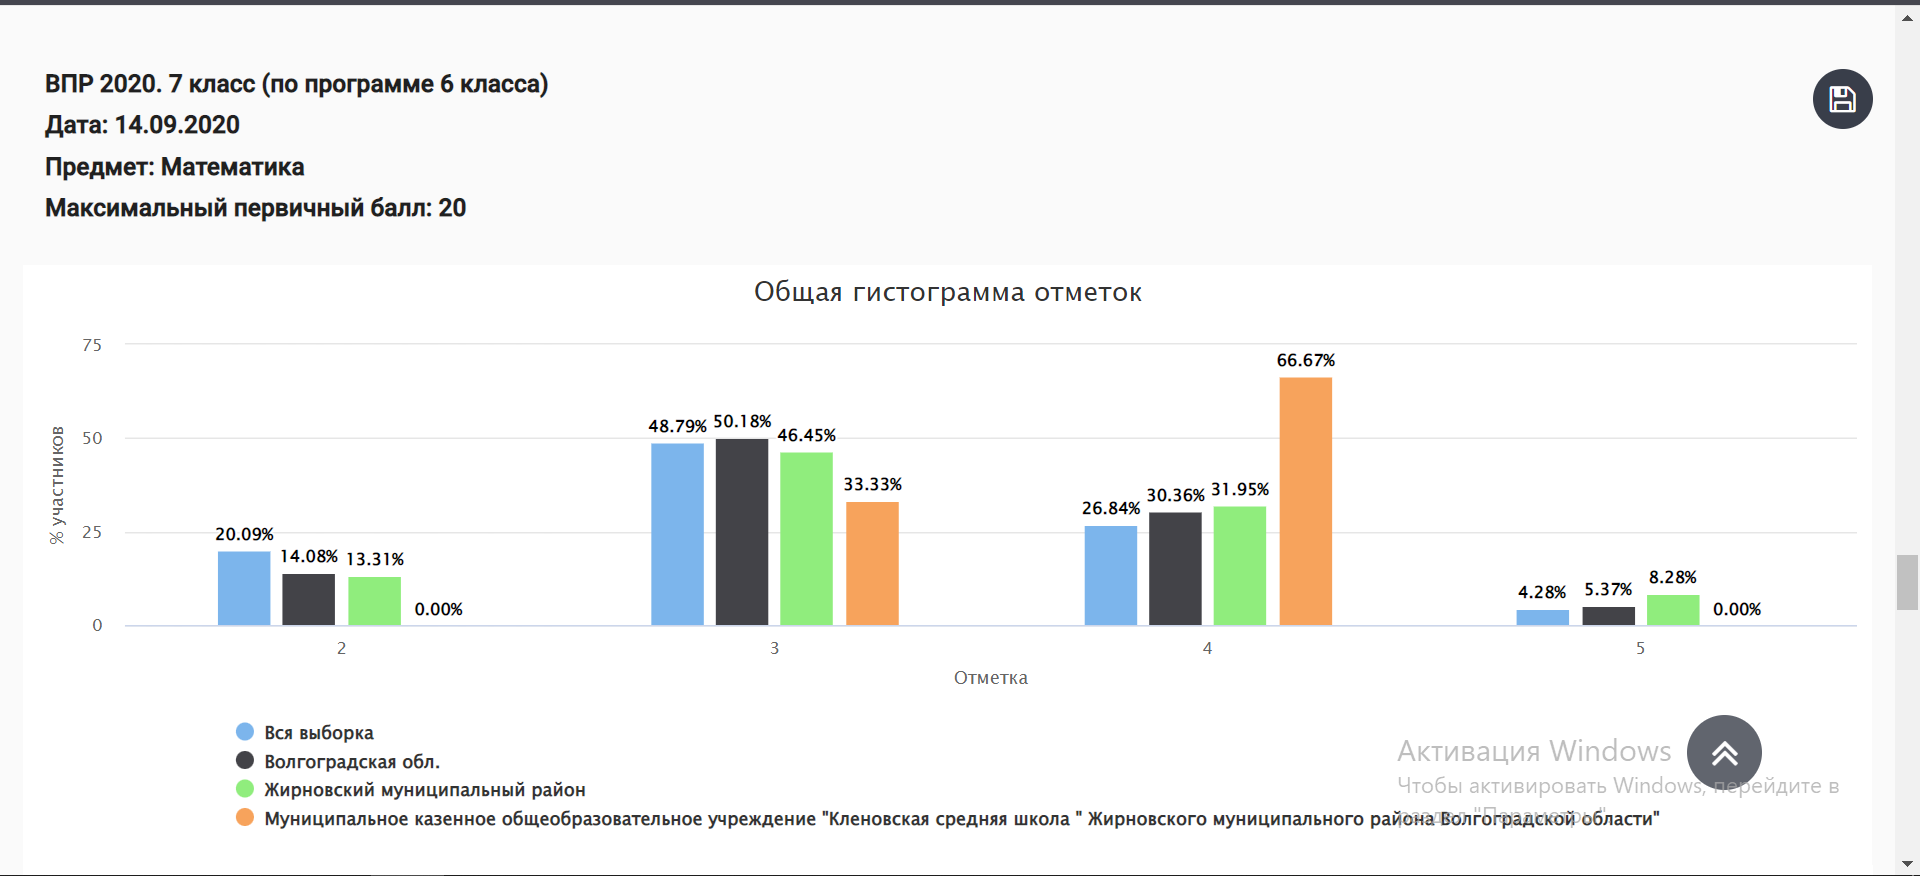 ВПР 2020. 7 класс (по программе 6 класса)
Дата: 14.09.2020
Предмет: Математика
Максимальный первичный балл: 20
Общая гистограмма отметок
% участников
75
50
25
0
20.09%
14.08%
13.31%
0.00%
48.79%
50.18%
46.45%
33.33%
26.84%
30.36%
31.95%
66.67%
4.28%
5.37%
8.28%
0.00%
2
3
4
5
Отметка
Вся выборка
Волгоградская обл.
Жирновский муниципальный район
Муниципальное казенное общеобразовательное учреждение "Кленовская средняя школа " Жирновского муниципального района Волгоградской области"
Активация Windows
Чтобы активировать Windows, перейдите в
раздел "Параметры".